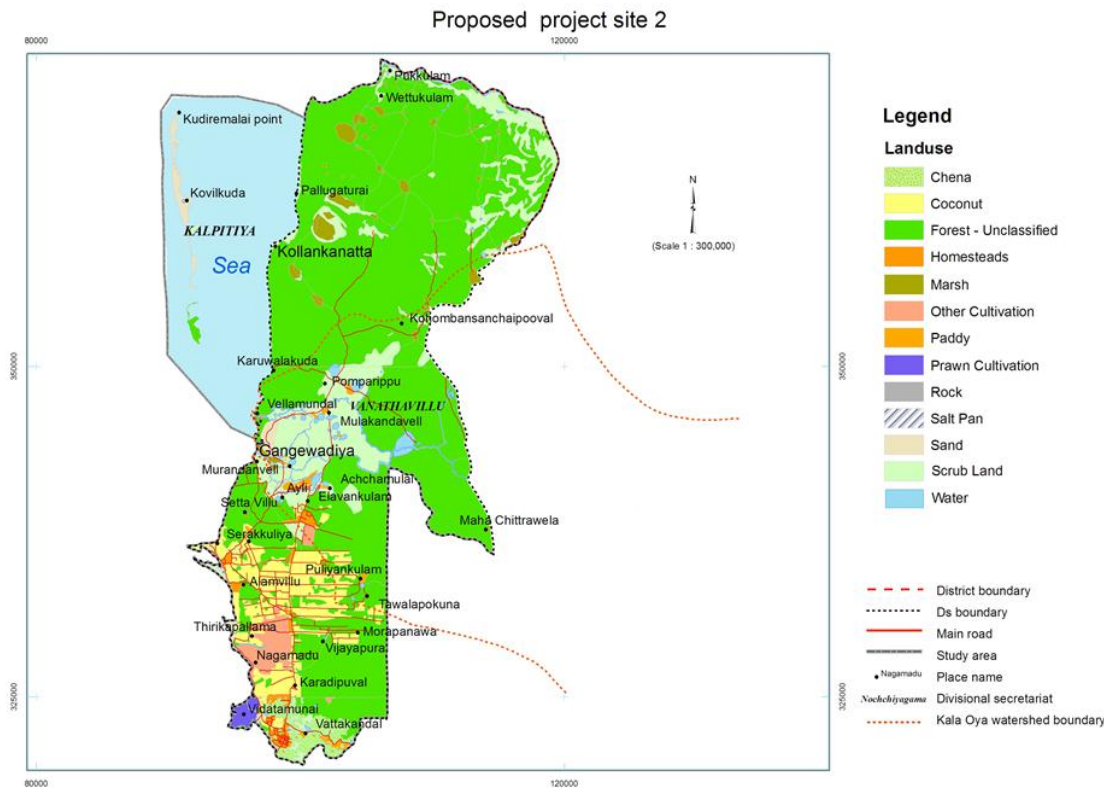 Proposed project site 2
80000
120000
Pukkulam
Wettukulam
Kudiremalai point
Kovilkuda
Pallugaturai
KALPITIYA
Kollankanatta
Sea
N
(Scale 1 : 300,000)
Kohombansanchaipooval
350000
350000
Karuwalakuda
Pomparippu
Vellamundal
VANATHAVILLU
Mulakandavell
Gangewadiya
Murandanvell
Achchamulai
Ayli
Elavankulam
Setta Villu
Maha Chittrawela
Serakkuliya
Puliyankulam
Alamvillu
Tawalapokuna
Thirikapallama
Morapanawa
Vijayapura
Nagamadu
Karadipuval
325000
325000
Vidatamunai
Vattakandal
80000
120000
Legend
Landuse
Chena
Coconut
Forest - Unclassified
Homesteads
Marsh
Other Cultivation
Paddy
Prawn Cultivation
Rock
Salt Pan
Sand
Scrub Land
Water
District boundary
Ds boundary
Main road
Study area
Nagamadu Place name
Nochchiyagama Divisional secretariat
Kala Oya watershed boundary